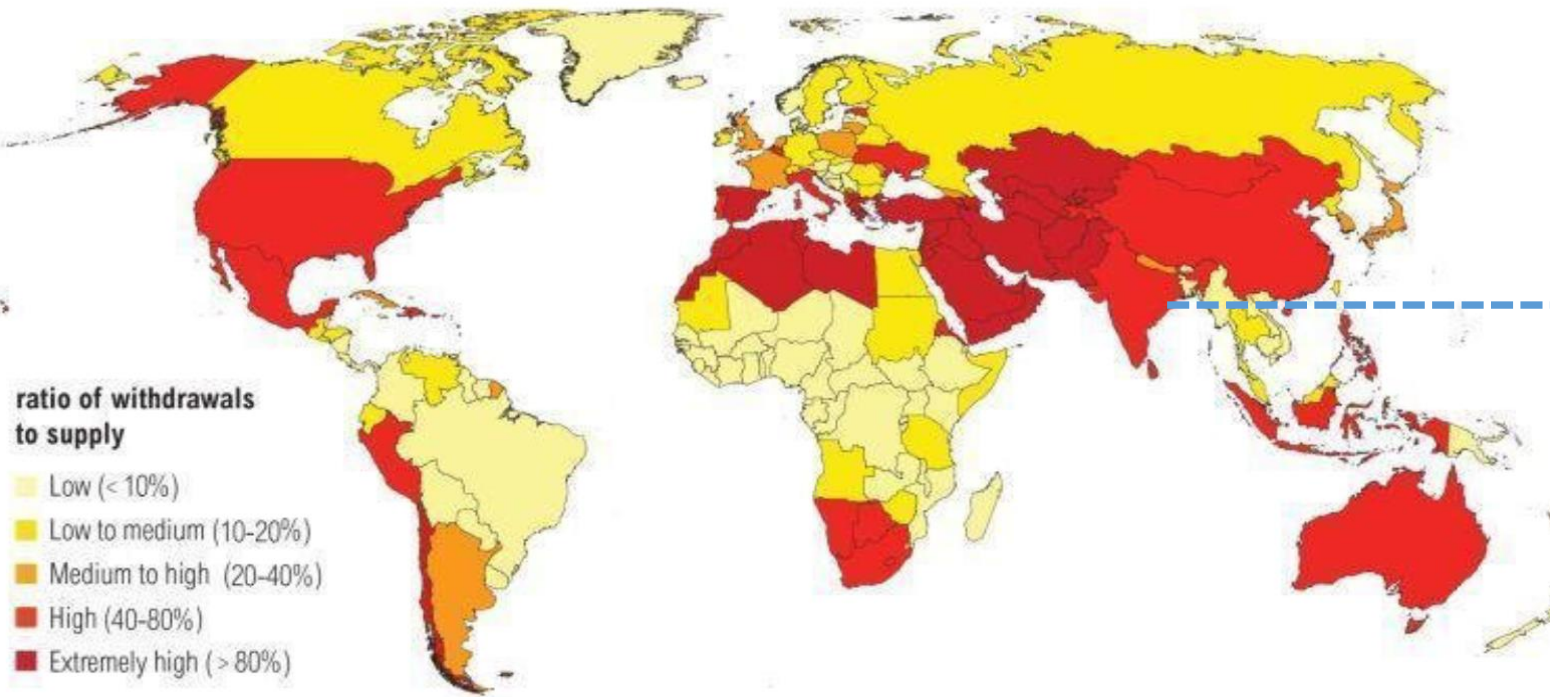 ratio of withdrawals
to supply
Low (< 10%)
Low to medium (10-20%)
Medium to high (20-40%)
High (40-80%)
Extremely high (> 80%)